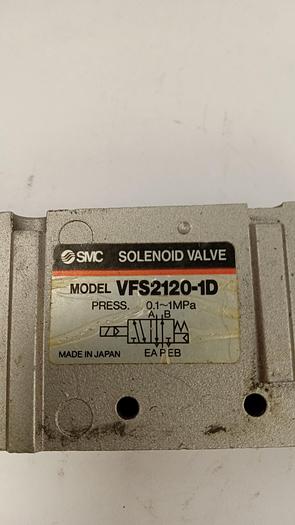 SMC SOLENOID VALVE
MODEL VFS2120-1D
PRESS. 0.1~1MPa
A B
MADE IN JAPAN EA P EB